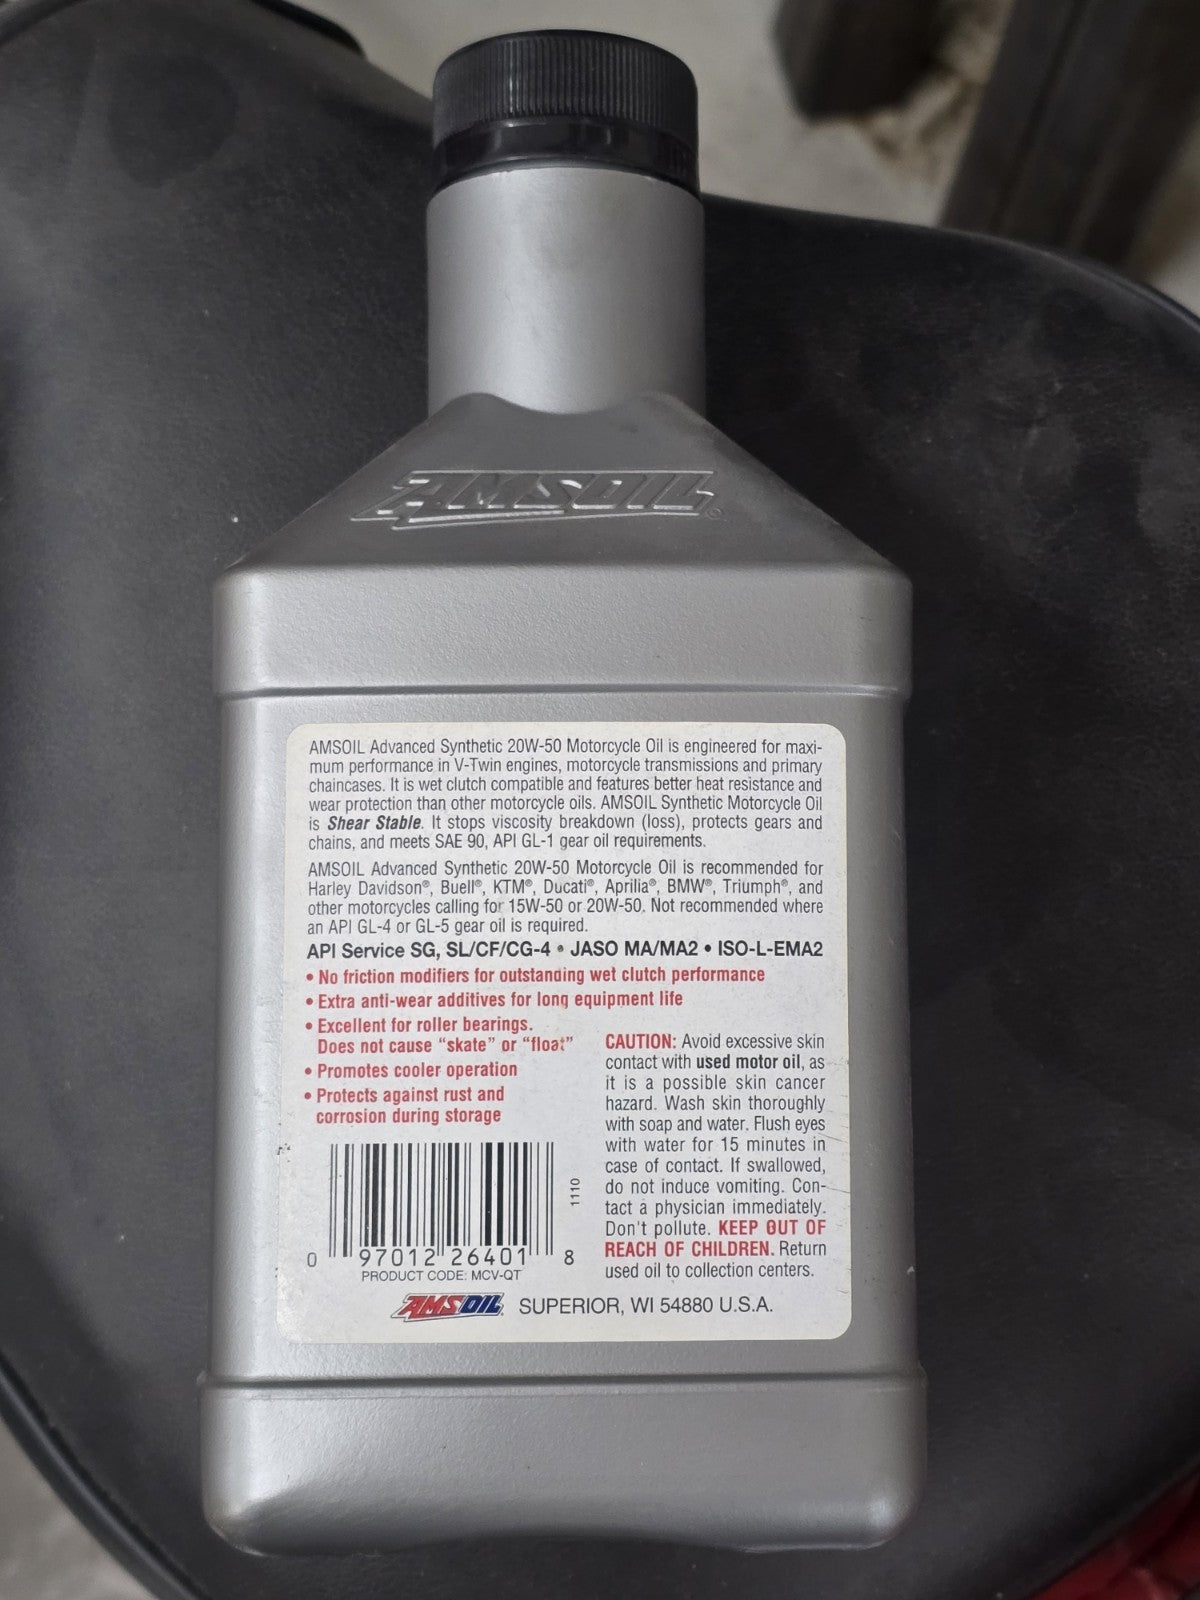 AMSOIL
AMSOIL Advanced Synthetic 20W-50 Motorcycle Oil is engineered for maxi-
mum performance in V-Twin engines, motorcycle transmissions and primary
chaincases. It is wet clutch compatible and features better heat resistance and
wear protection than other motorcycle oils. AMSOIL Synthetic Motorcycle Oil
is Shear Stable. It stops viscosity breakdown (loss), protects gears and
chains, and meets SAE 90, API GL-1 gear oil requirements.
AMSOIL Advanced Synthetic 20W-50 Motorcycle Oil is recommended for
Harley Davidson®, Buell®, KTM®, Ducati®, Aprilia®, BMW®, Triumph®, and
other motorcycles calling for 15W-50 or 20W-50. Not recommended where
an API GL-4 or GL-5 gear oil is required.
API Service SG, SL/CF/CG-4 • JASO MA/MA2 • ISO-L-EMA2
• No friction modifiers for outstanding wet clutch performance
• Extra anti-wear additives for long equipment life
• Excellent for roller bearings.
Does not cause “skate” or “float”
• Promotes cooler operation
• Protects against rust and
corrosion during storage
CAUTION: Avoid excessive skin
contact with used motor oil, as
it is a possible skin cancer
hazard. Wash skin thoroughly
with soap and water. Flush eyes
with water for 15 minutes in
case of contact. If swallowed,
do not induce vomiting. Con-
tact a physician immediately.
Don't pollute. KEEP OUT OF
REACH OF CHILDREN. Return
used oil to collection centers.
1110
0 97012 26401 8
PRODUCT CODE: MCV-QT
AMSOIL SUPERIOR, WI 54880 U.S.A.